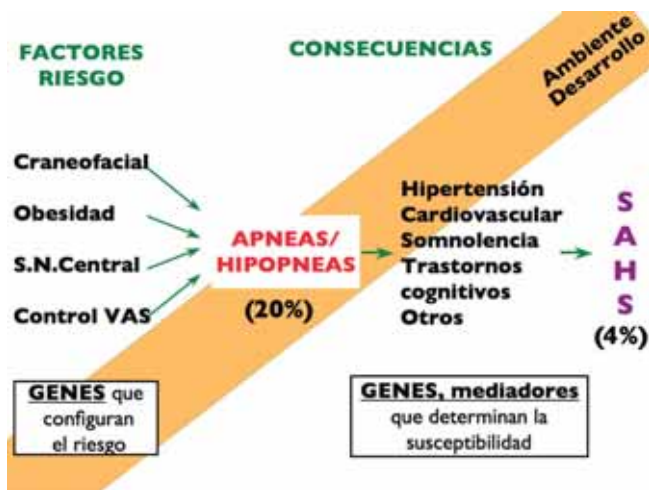 FACTORES
RIESGO
CONSECUENCIAS
Ambiente
Desarrollo
Craneofacial
Obesidad
S.N.Central
Control VAS
APNEAS/
HIPOPNEAS
(20%)
Hipertensión
Cardiovascular
Somnolencia
Trastornos
cognitivos
Otros
S
A
H
S
(4%)
GENES que
configuran
el riesgo
GENES, mediadores
que determinan la
susceptibilidad